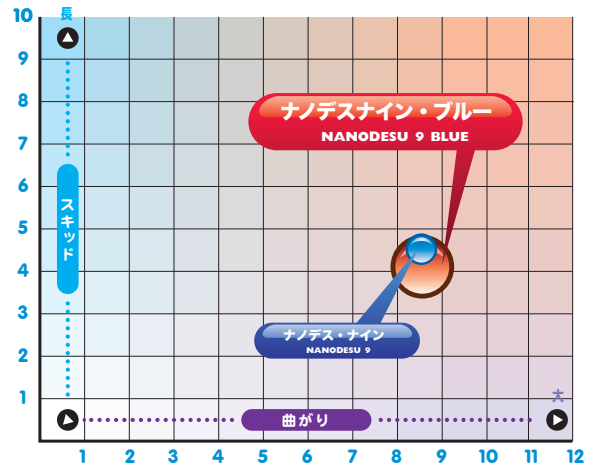 10 長
9
8
7
6
5
4
3
2
1
スキッド
ナノデスナイン・ブルー
NANODESU 9 BLUE
ナノデス・ナイン
NANODESU 9
曲がり
大
1 2 3 4 5 6 7 8 9 10 11 12